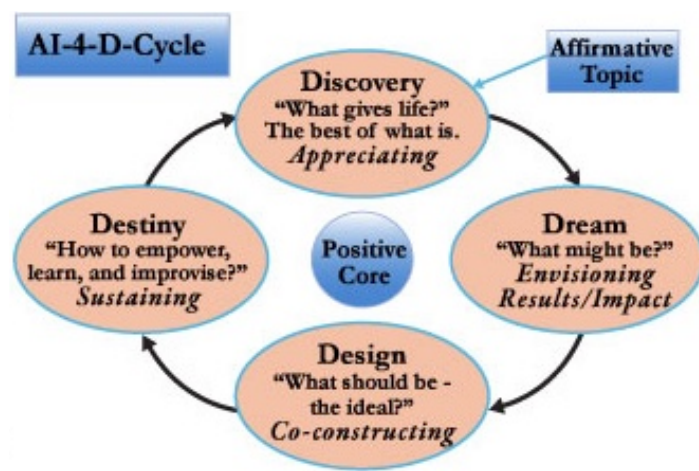 AI-4-D-Cycle
Affirmative
Topic
Discovery
“What gives life?”
The best of what is.
Appreciating
Destiny
“How to empower,
learn, and improvise?”
Sustaining
Positive
Core
Dream
“What might be?”
Envisioning
Results/Impact
Design
“What should be -
the ideal?”
Co-constructing